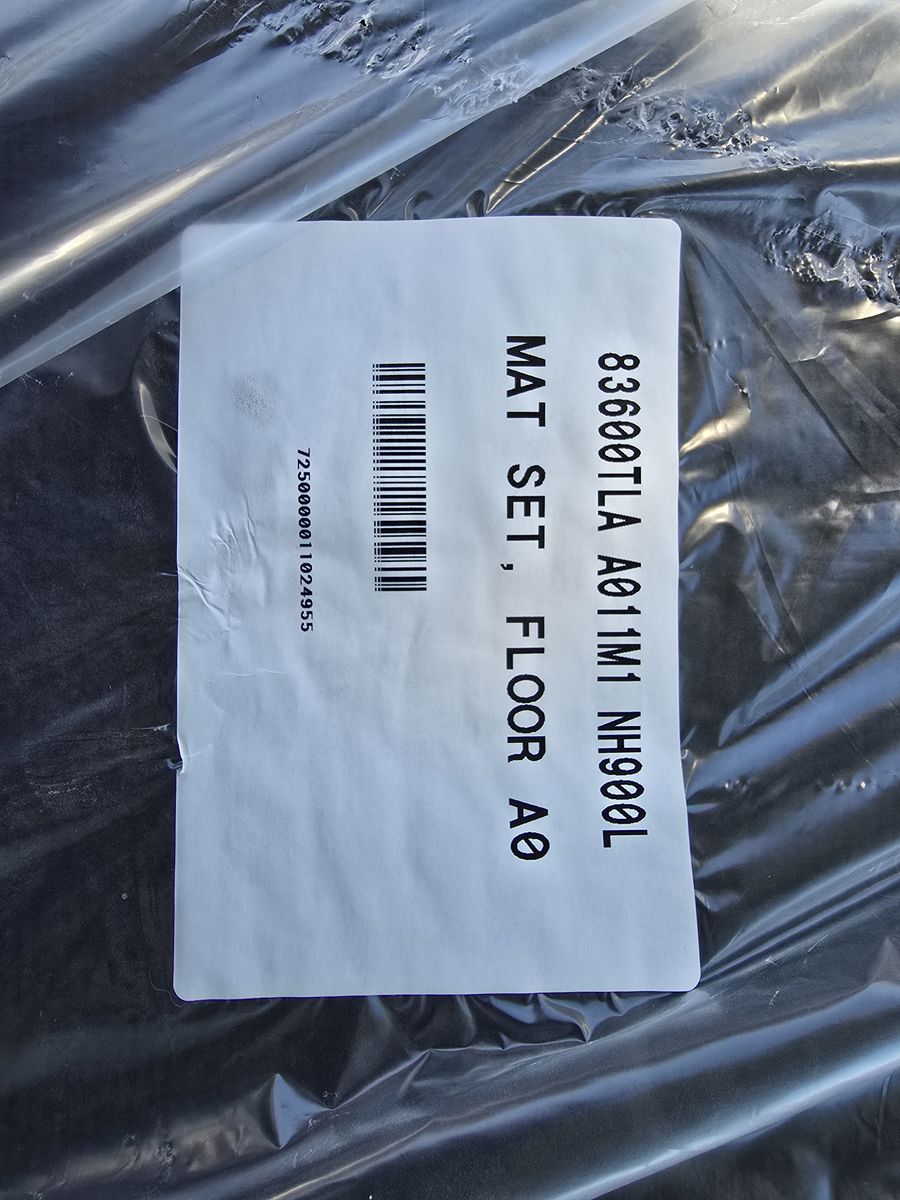 83600TLA A011M1 NH900L
MAT SET, FLOOR A0
7250000011024955